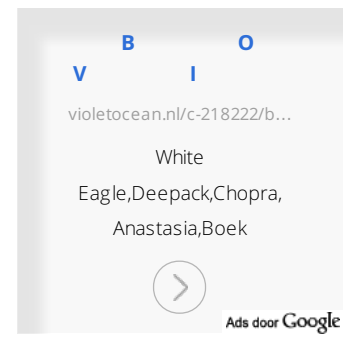 B O
V I
violetocean.nl/c-218222/b...
White
Eagle,Deepack,Chopra,
Anastasia,Boek
Ads door Google